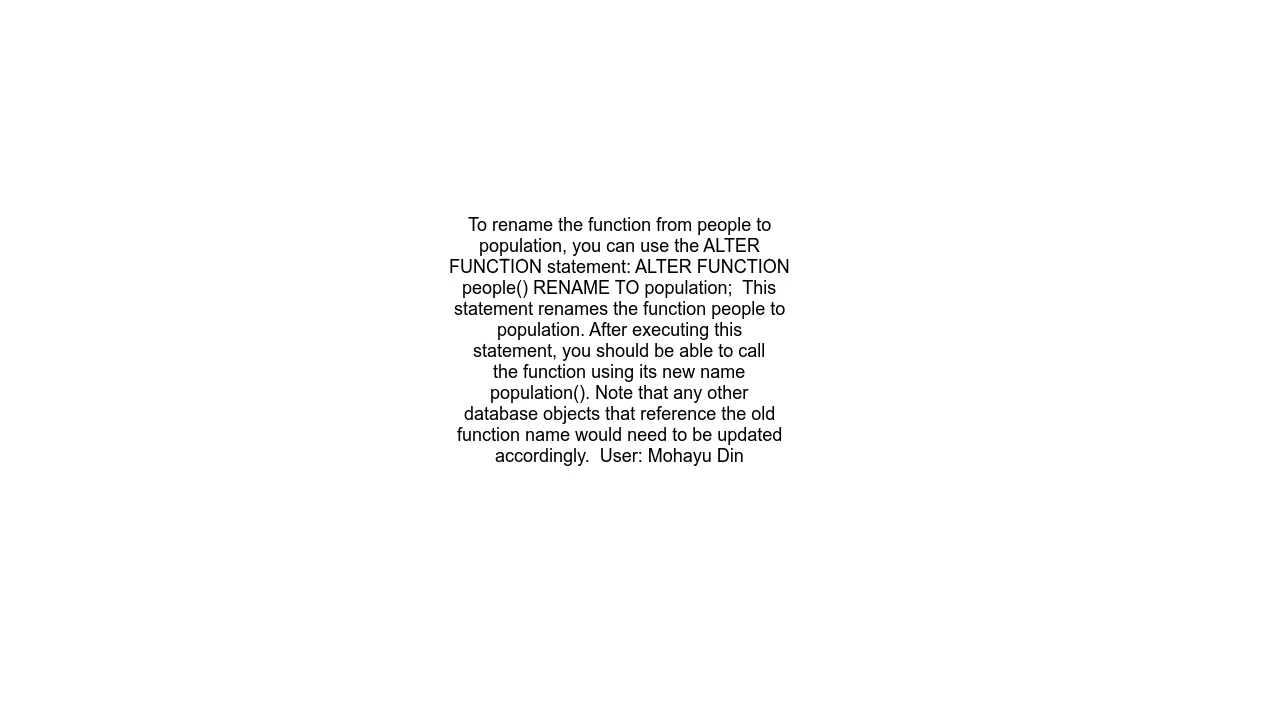 To rename the function from people to
population, you can use the ALTER
FUNCTION statement: ALTER FUNCTION
people() RENAME TO population;  This
statement renames the function people to
population. After executing this
statement, you should be able to call
the function using its new name
population(). Note that any other
database objects that reference the old
function name would need to be updated
accordingly.  User: Mohayu Din